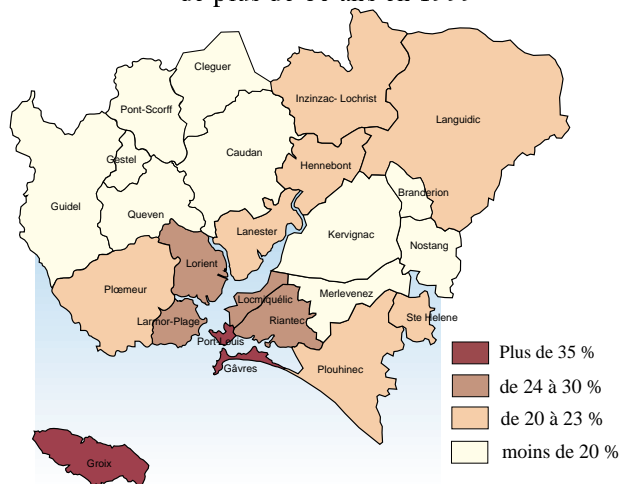 Cleguer
Inzinzac- Lochrist
Pont-Scorff
Languidic
Caudan
Gestel
Hennebont
Branderion
Guidel
Queven
Lanester
Kervignac
Nostang
Lorient
Plœmeur
Merlevenez
Locmiquélic
Larmor-Plage
Riantec
Ste Helene
Port-Louis
Gâvres
Plouhinec
Groix
Plus de 35 %
de 24 à 30 %
de 20 à 23 %
moins de 20 %